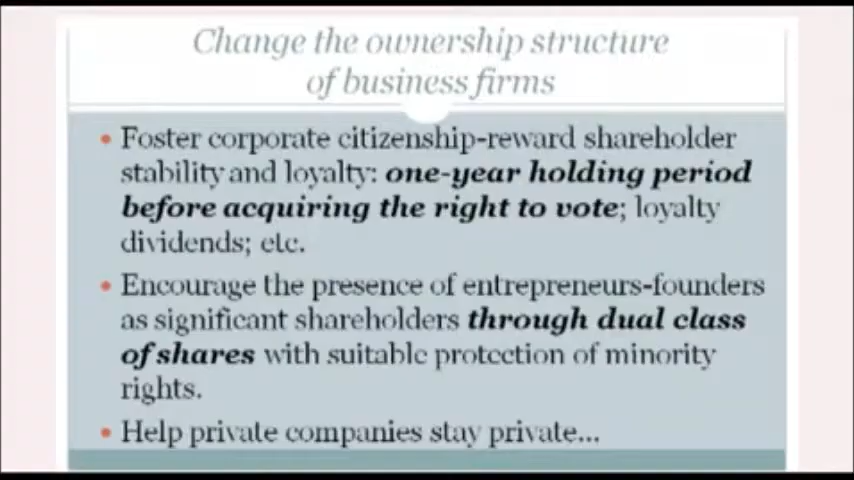 Change the ownership structure
of business firms
• Foster corporate citizenship-reward shareholder
stability and loyalty: one-year holding period
before acquiring the right to vote; loyalty
dividends; etc.
• Encourage the presence of entrepreneurs-founders
as significant shareholders through dual class
of shares with suitable protection of minority
rights.
• Help private companies stay private...